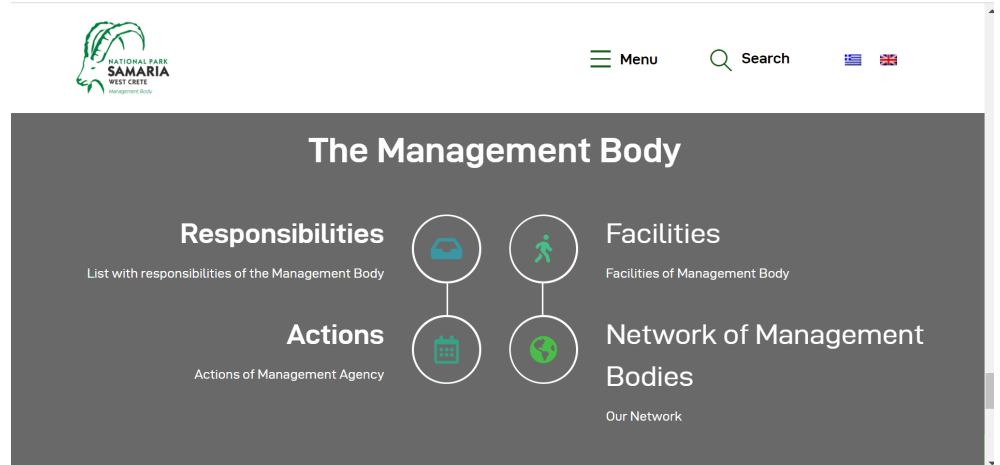 NATIONAL PARK
SAMARIA
WEST CRETE
Management Body
Menu
Search
The Management Body
Responsibilities
List with responsibilities of the Management Body
Facilities
Facilities of Management Body
Actions
Actions of Management Agency
Network of Management
Bodies
Our Network